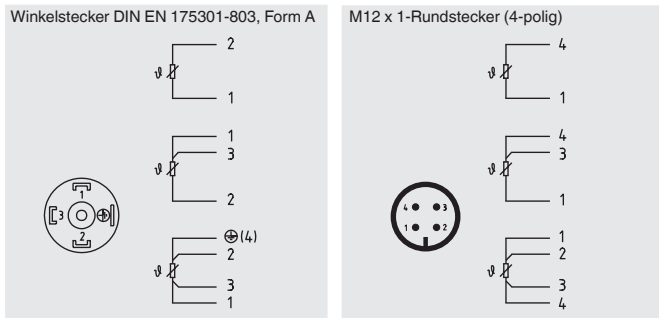 Winkelstecker DIN EN 175301-803, Form A
2
ϑ
1
1
3
ϑ
2
1
3
2
⏚(4)
2
ϑ
3
1
M12 x 1-Rundstecker (4-polig)
4
ϑ
1
4
3
ϑ
1
4 3
1 2
1
2
ϑ
3
4